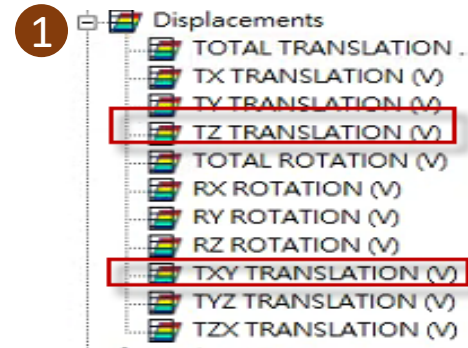 1
Displacements
TOTAL TRANSLATION ..
TX TRANSLATION (V)
TY TRANSLATION (V)
TZ TRANSLATION (V)
TOTAL ROTATION (V)
RX ROTATION (V)
RY ROTATION (V)
RZ ROTATION (V)
TXY TRANSLATION (V)
TYZ TRANSLATION (V)
TZX TRANSLATION (V)